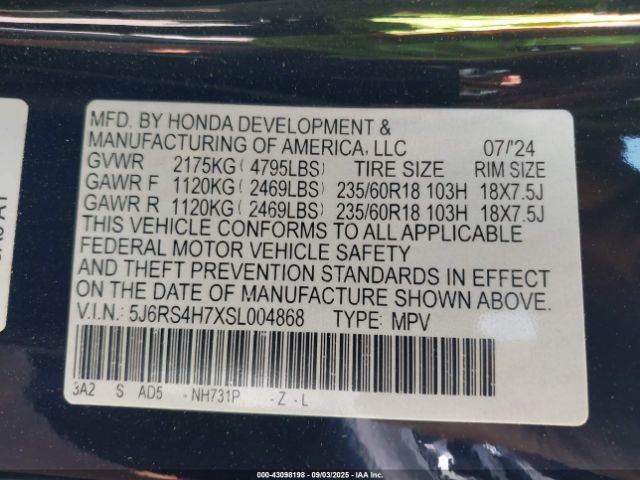 MFD. BY HONDA DEVELOPMENT &
MANUFACTURING OF AMERICA, LLC 07/'24
GVWR 2175KG ( 4795LBS) TIRE SIZE RIM SIZE
GAWR F 1120KG ( 2469LBS) 235/60R18 103H 18X7.5J
GAWR R 1120KG ( 2469LBS) 235/60R18 103H 18X7.5J
THIS VEHICLE CONFORMS TO ALL APPLICABLE
FEDERAL MOTOR VEHICLE SAFETY
AND THEFT PREVENTION STANDARDS IN EFFECT
ON THE DATE OF MANUFACTURE SHOWN ABOVE.
V.I.N.: 5J6RS4H7XSL004868 TYPE: MPV
3A2 S AD5 - NH731P - Z - L
000-43098198 - 09/03/2025 - IAAI.COM